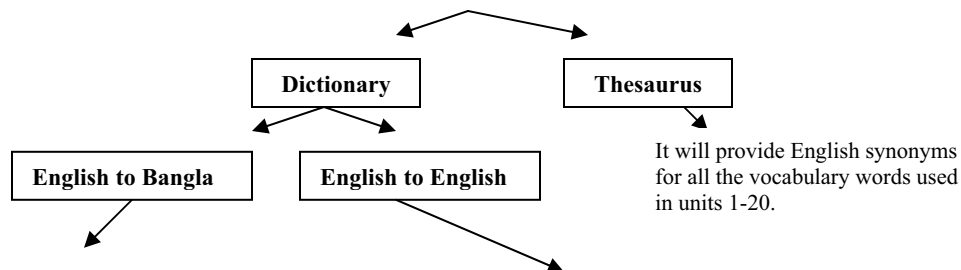 Dictionary
Thesaurus
English to Bangla
English to English
It will provide English synonyms
for all the vocabulary words used
in units 1-20.